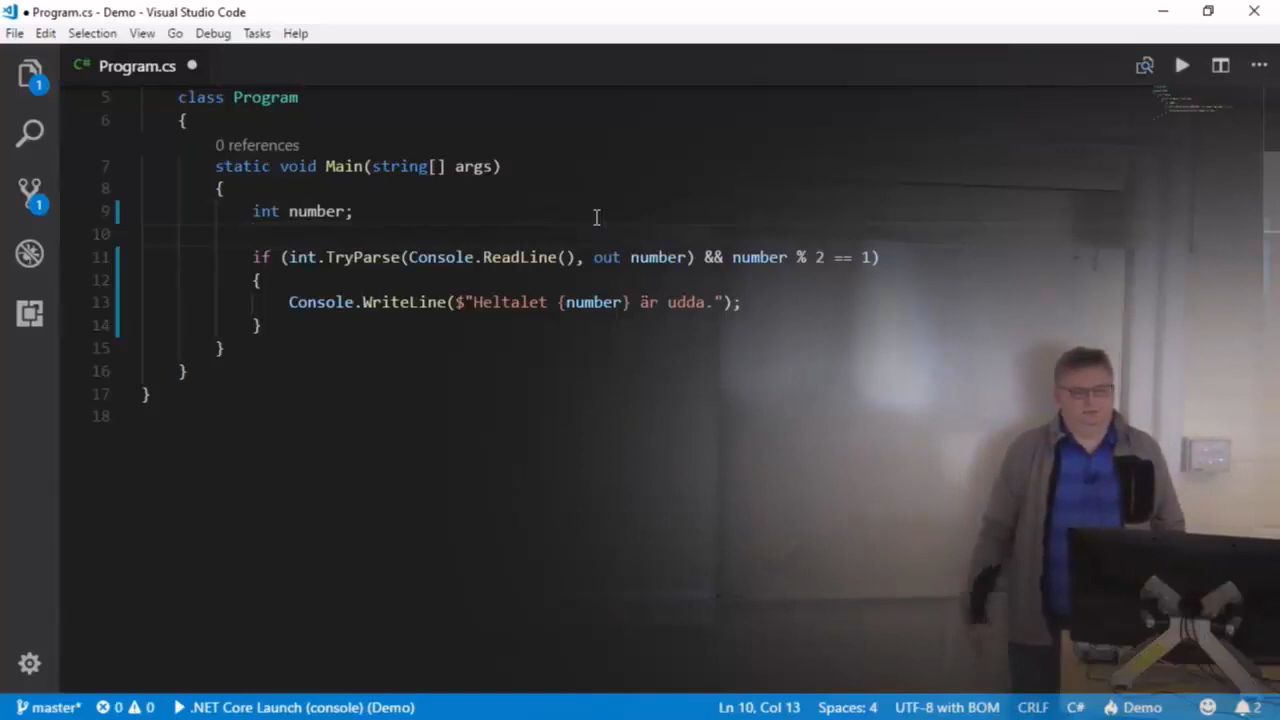 ● Program.cs - Demo - Visual Studio Code
File Edit Selection View Go Debug Tasks Help
1
C# Program.cs ●
1
5 class Program
6 {
0 references
7 static void Main(string[] args)
8 {
9 int number;
10
11 if (int.TryParse(Console.ReadLine(), out number) && number % 2 == 1)
12 {
13 Console.WriteLine($"Heltalet {number} är udda.");
14 }
15 }
16 }
17 }
18
master* 0 0 .NET Core Launch (console) (Demo) Ln 10, Col 13 Spaces: 4 UTF-8 with BOM CRLF C# Demo 2